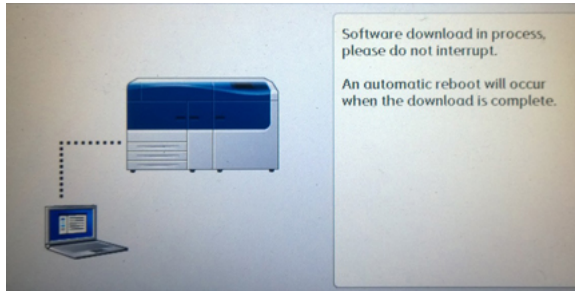 Software download in process,
please do not interrupt.
An automatic reboot will occur
when the download is complete.